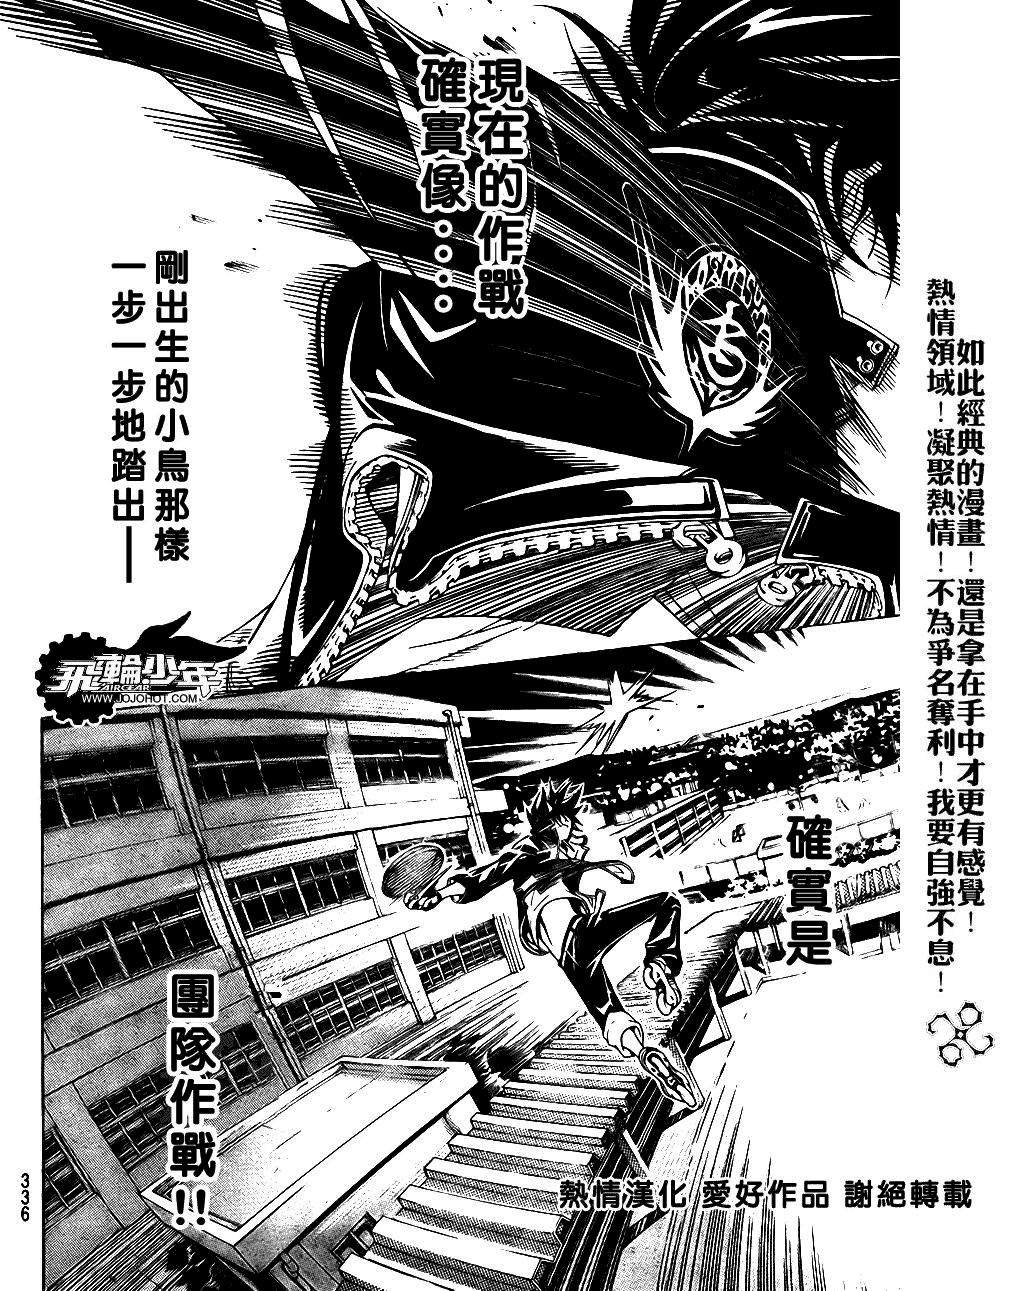 現在的作戰
確實像‥‥
剛出生的小鳥那樣
一步一步地踏出——
飛輪少年
AIRGEAR
WWW.JOJOHOT.COM
確實是
團隊作戰!!
如此經典的漫畫！還是拿在手中才更有感覺！
熱情領域！凝聚熱情！不為爭名奪利！我要自強不息！
熱情漢化 愛好作品 謝絕轉載
336